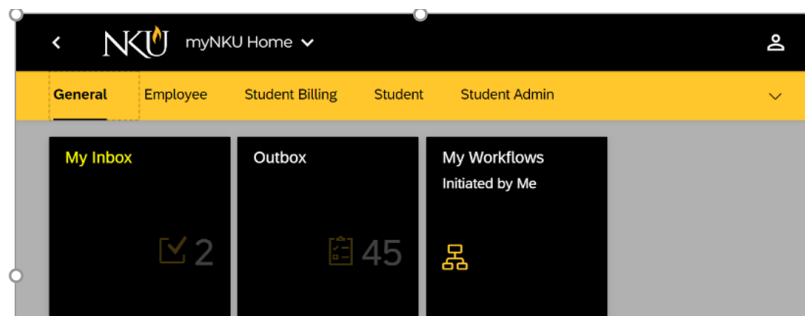 NKU myNKU Home
General Employee Student Billing Student Student Admin
My Inbox Outbox My Workflows
Initiated by Me
2 45